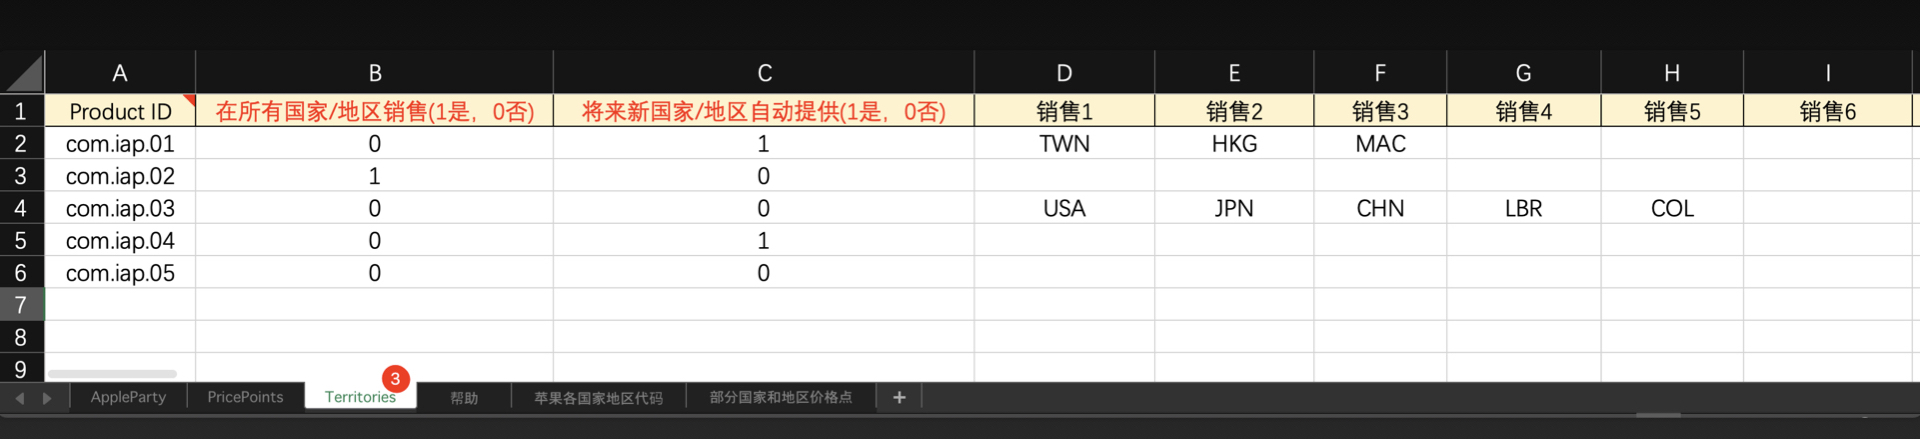 A B C D E F G H I
1 Product ID 在所有国家/地区销售(1是，0否) 将来新国家/地区自动提供(1是，0否) 销售1 销售2 销售3 销售4 销售5 销售6
2 com.iap.01 0 1 TWN HKG MAC
3 com.iap.02 1 0
4 com.iap.03 0 0 USA JPN CHN LBR COL
5 com.iap.04 0 1
6 com.iap.05 0 0
7
8
9
3
AppleParty PricePoints Territories 帮助 苹果各国家地区代码 部分国家和地区价格点 +